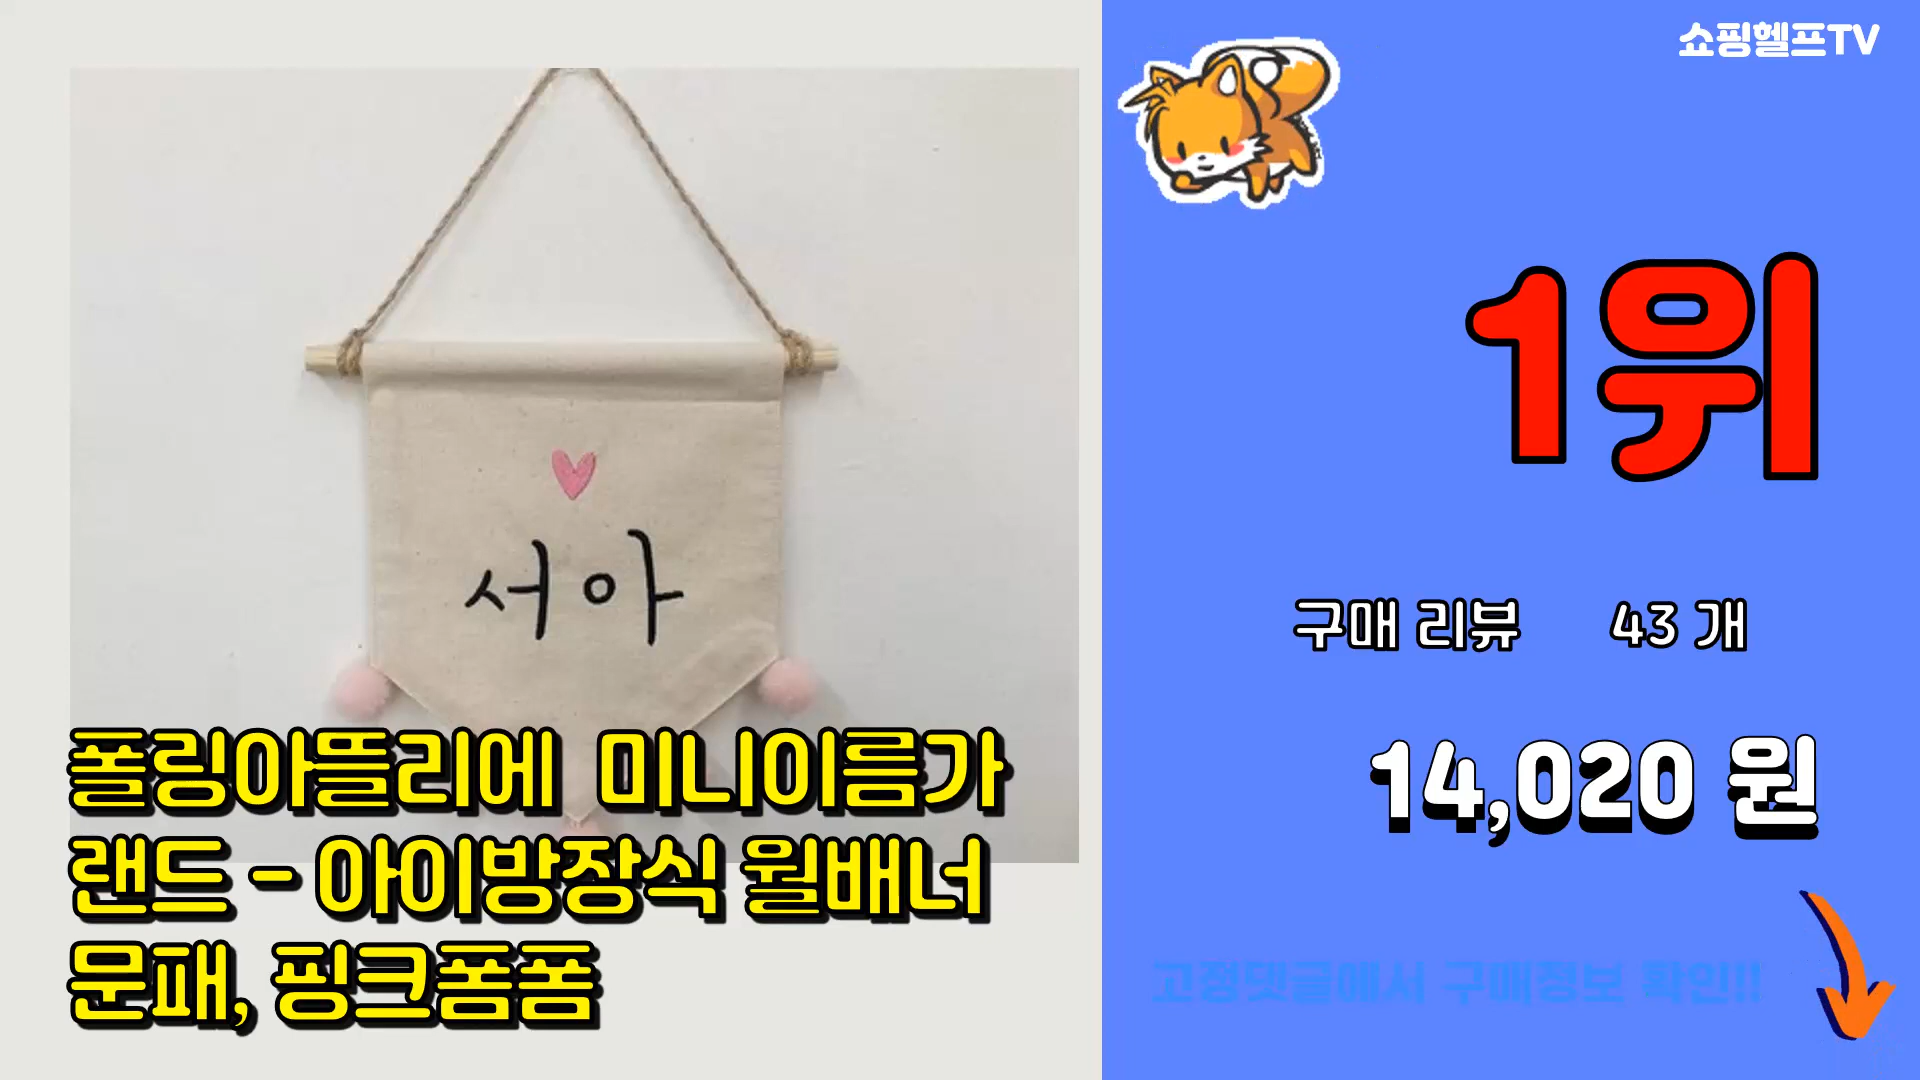 쇼핑헬프TV
1위
서아
구매 리뷰 43 개
14,020 원
폴링아뜰리에 미니이름가
랜드 - 아이방장식 월배너
문패, 핑크폼폼
고정댓글에서 구매정보 확인!!